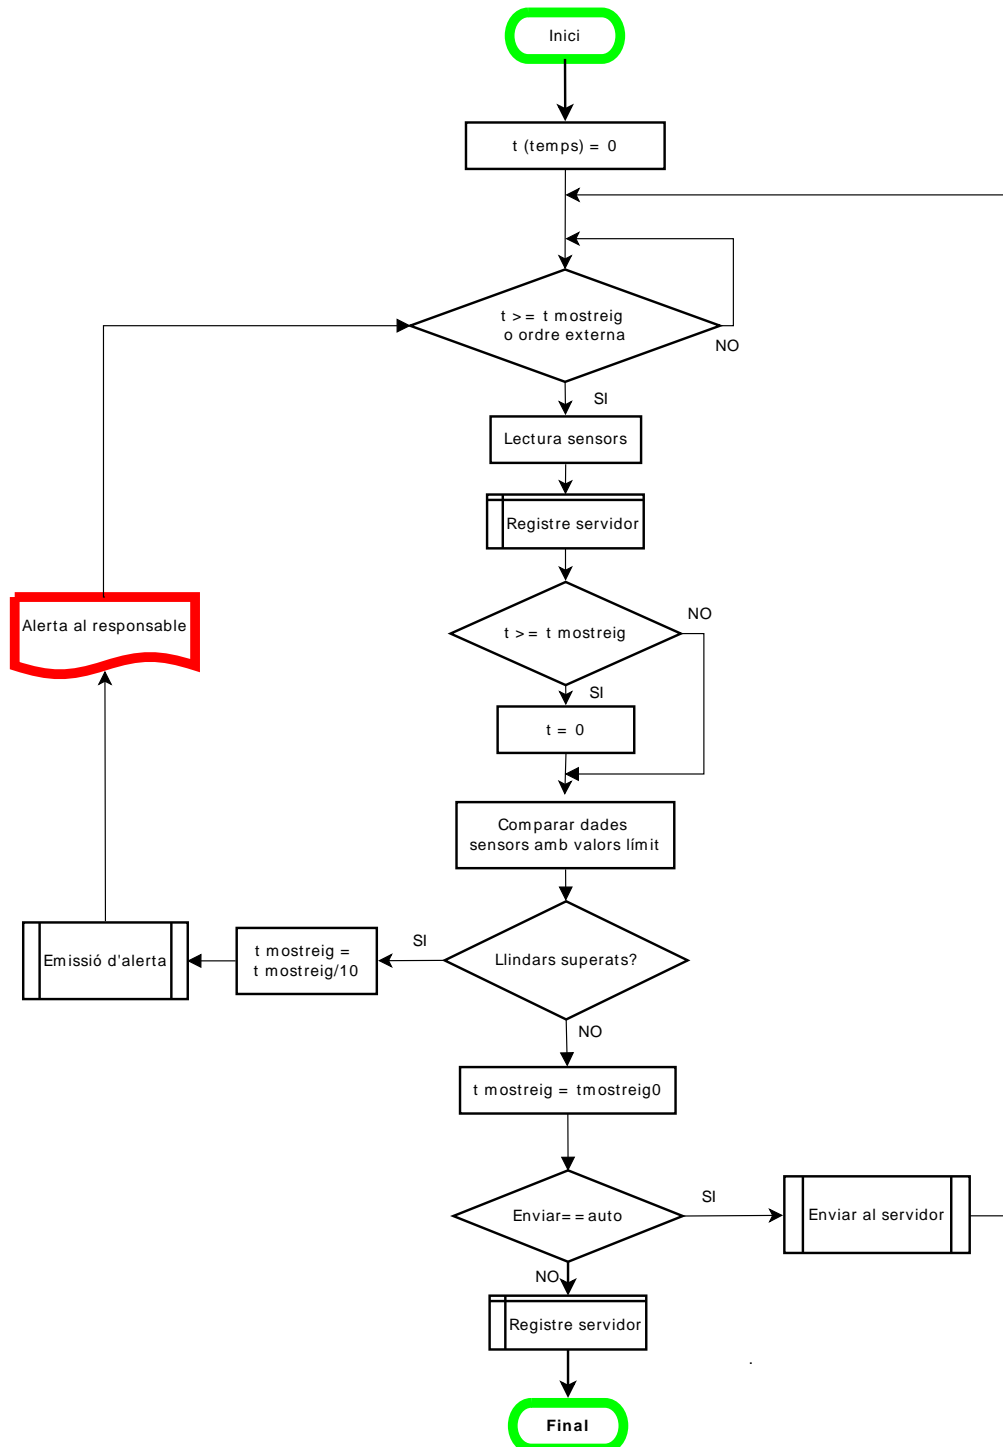 Inici
t (temps) = 0
t >= t mostreig
o ordre externa
NO
SI
Lectura sensors
Registre servidor
t >= t mostreig
NO
SI
t = 0
Alerta al responsable
Comparar dades
sensors amb valors límit
Llindars superats?
SI
t mostreig =
t mostreig/10
Emissió d'alerta
NO
t mostreig = tmostreig0
Enviar==auto
SI
Enviar al servidor
NO
Registre servidor
.
Final